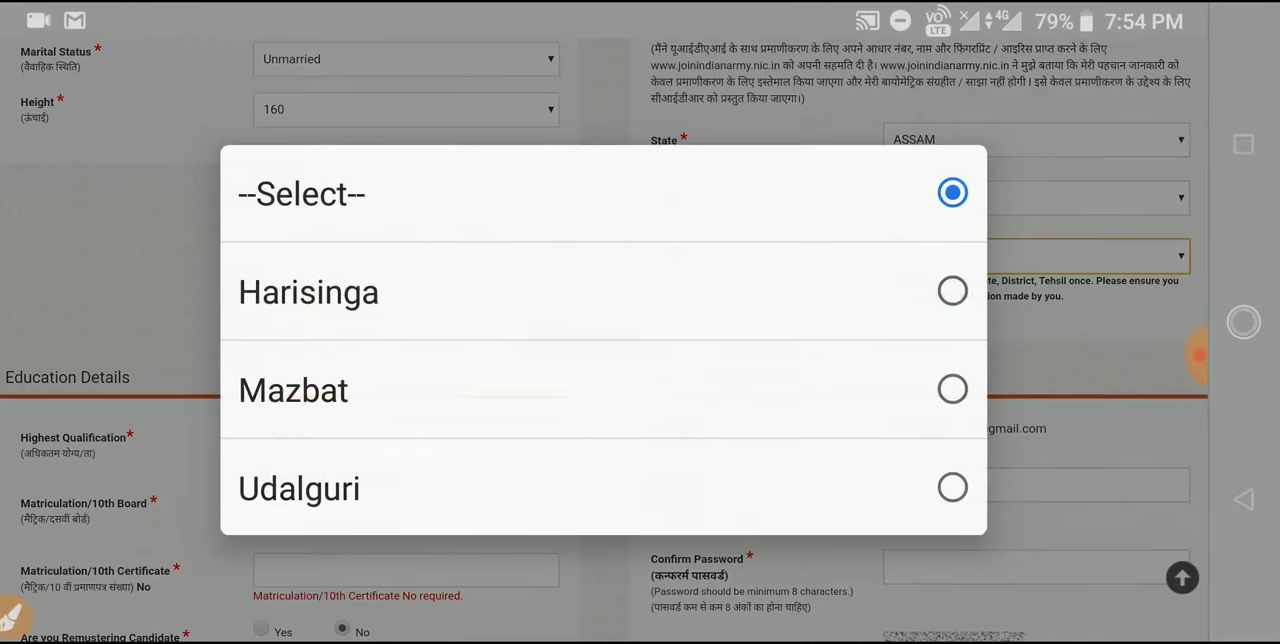 VO LTE 4G 79% 7:54 PM
Marital Status *
(वैवाहिक स्थिति)
Unmarried
Height *
(ऊंचाई)
160
(मैंने यूआईडीएआई के साथ प्रमाणीकरण के लिए अपने आधार नंबर, नाम और फिंगरप्रिंट / आइरिस प्राप्त करने के लिए
www.joinindianarmy.nic.in को अपनी सहमति दी है। www.joinindianarmy.nic.in ने मुझे बताया कि मेरी पहचान जानकारी को
केवल प्रमाणीकरण के लिए इस्तेमाल किया जाएगा और मेरी बायोमेट्रिक संग्रहीत / साझा नहीं होगी । इसे केवल प्रमाणीकरण के उद्देश्य के लिए
सीआईडीआर को प्रस्तुत किया जाएगा।)
State *
ASSAM
--Select--
Harisinga
Mazbat
Udalguri
te, District, Tehsil once. Please ensure you
ion made by you.
Education Details
Highest Qualification*
(अधिकतम योग्य/ता)
gmail.com
Matriculation/10th Board *
(मैट्रिक/दसवीं बोर्ड)
Matriculation/10th Certificate *
(मैट्रिक/10 वीं प्रमाणपत्र संख्या) No
Matriculation/10th Certificate No required.
Confirm Password *
(कन्फर्म पासवर्ड)
(Password should be minimum 8 characters.)
(पासवर्ड कम से कम 8 अंकों का होना चाहिए)
Are you Remustering Candidate *
Yes
No